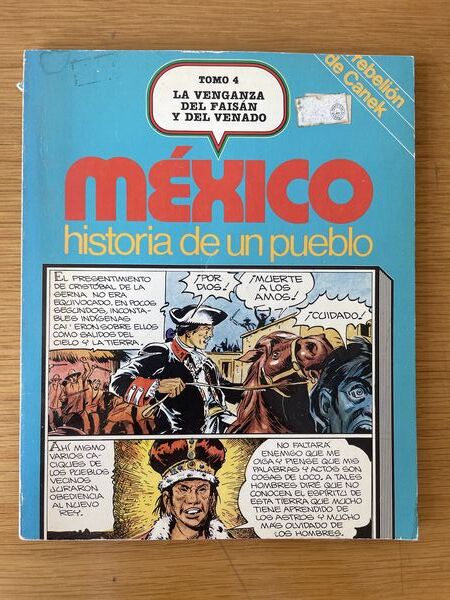 TOMO 4
LA VENGANZA
DEL FAISÁN
Y DEL VENADO
rebelión
de Canek
MÉXICO
historia de un pueblo
EL PRESENTIMIENTO
DE CRISTÓBAL DE LA
SERNA NO ERA
EQUIVOCADO. EN POCOS
SEGUNDOS, INCONTA-
BLES INDÍGENAS
CAYERON SOBRE ELLOS
COMO SALIDOS DEL
CIELO Y LA TIERRA.
¡POR
DIOS!
¡MUERTE
A LOS
AMOS!
¡CUIDADO!
AHÍ MISMO
VARIOS CA-
CIQUES DE
LOS PUEBLOS
VECINOS
JURARON
OBEDIENCIA
AL NUEVO
REY.
NO FALTARÁ
ENEMIGO QUE ME
OIGA Y PIENSE QUE MIS
PALABRAS Y ACTOS SON
COSAS DE LOCO, A TALES
HOMBRES DIRÉ QUE NO
CONOCEN EL ESPÍRITU DE
ESTA TIERRA QUE MUCHO
TIENE APRENDIDO DE
LOS ASTROS Y MUCHO
MÁS OLVIDADO DE
LOS HOMBRES.